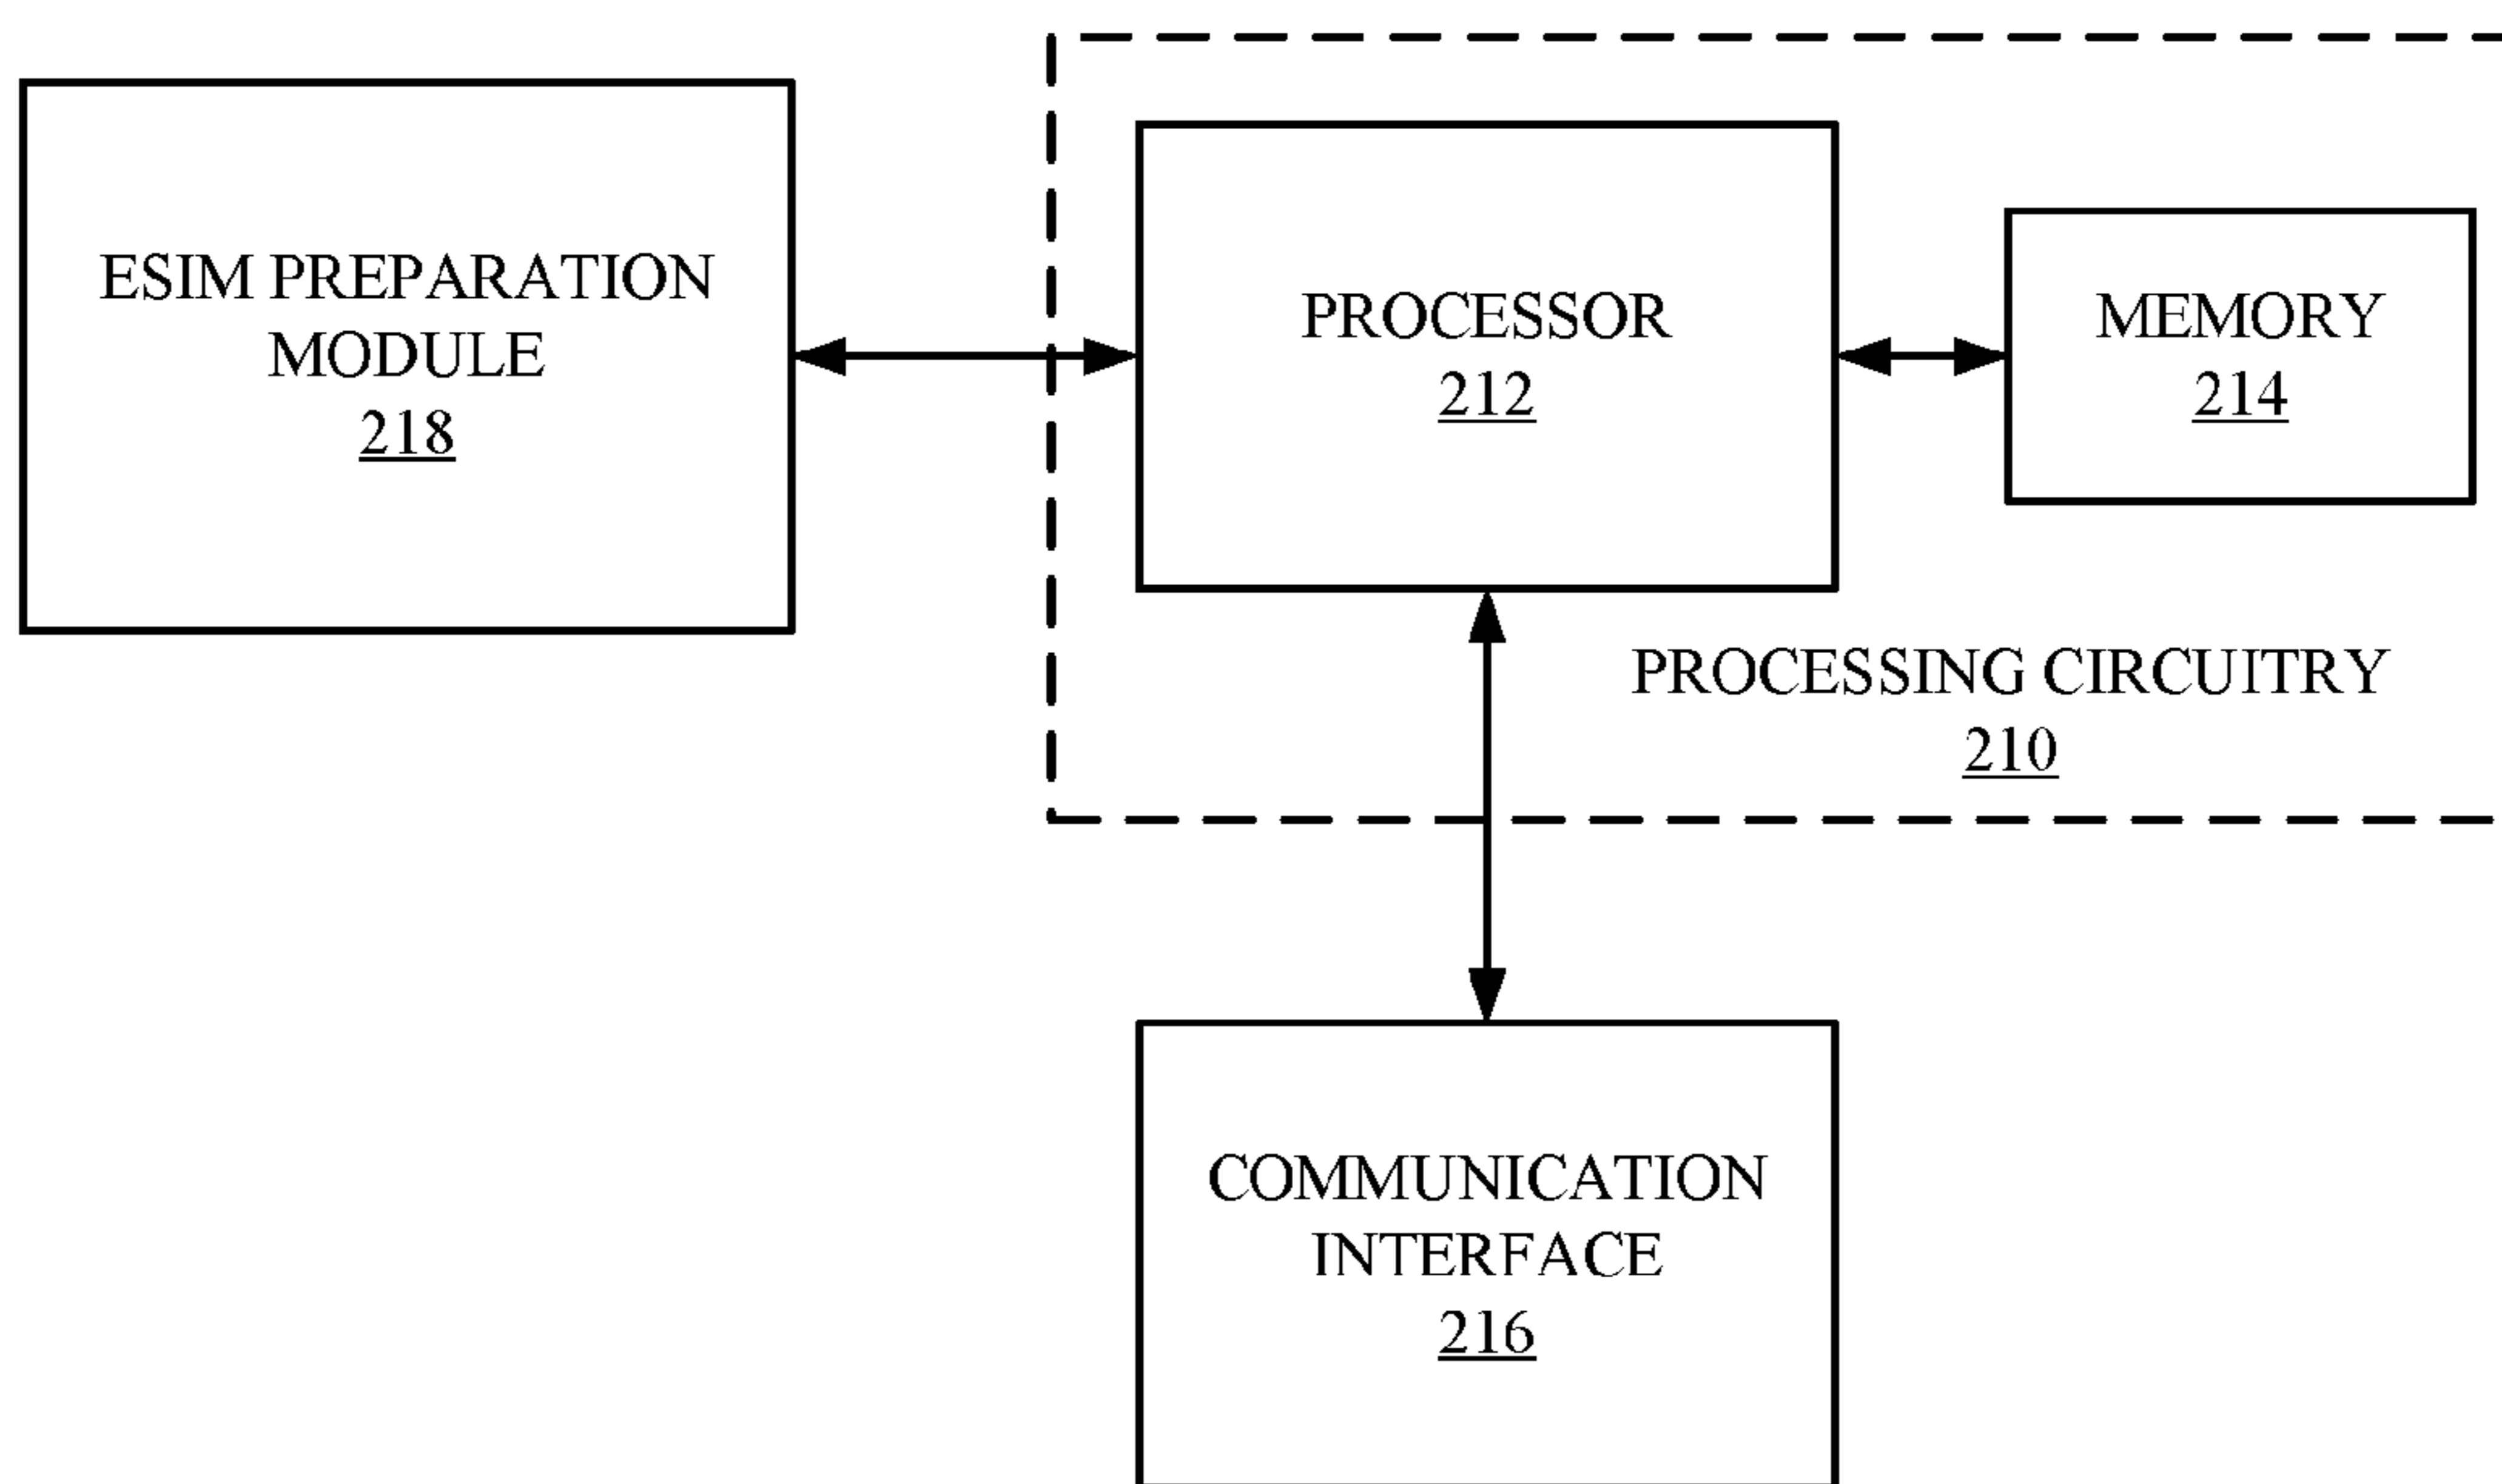 ESIM PREPARATION
MODULE
218
PROCESSOR
212
MEMORY
214
PROCESSING CIRCUITRY
210
COMMUNICATION
INTERFACE
216